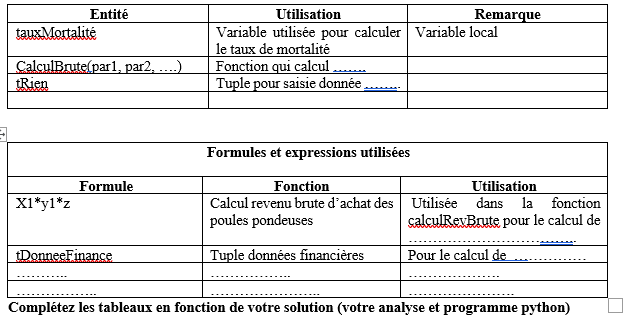 Entité Utilisation Remarque
tauxMortalité Variable utilisée pour calculer Variable local
le taux de mortalité
CalculBrute(par1, par2, ….) Fonction qui calcul …….
tRien Tuple pour saisie donnée …….
Formules et expressions utilisées
Formule Fonction Utilisation
X1*y1*z Calcul revenu brute d’achat des Utilisée dans la fonction
poules pondeuses calculRevBrute pour le calcul de
…………………………………….
tDonneeFinance Tuple données financières Pour le calcul de ……………
……….. …………….. ………………….
…………….. ………………….. ………………….
Complétez les tableaux en fonction de votre solution (votre analyse et programme python)